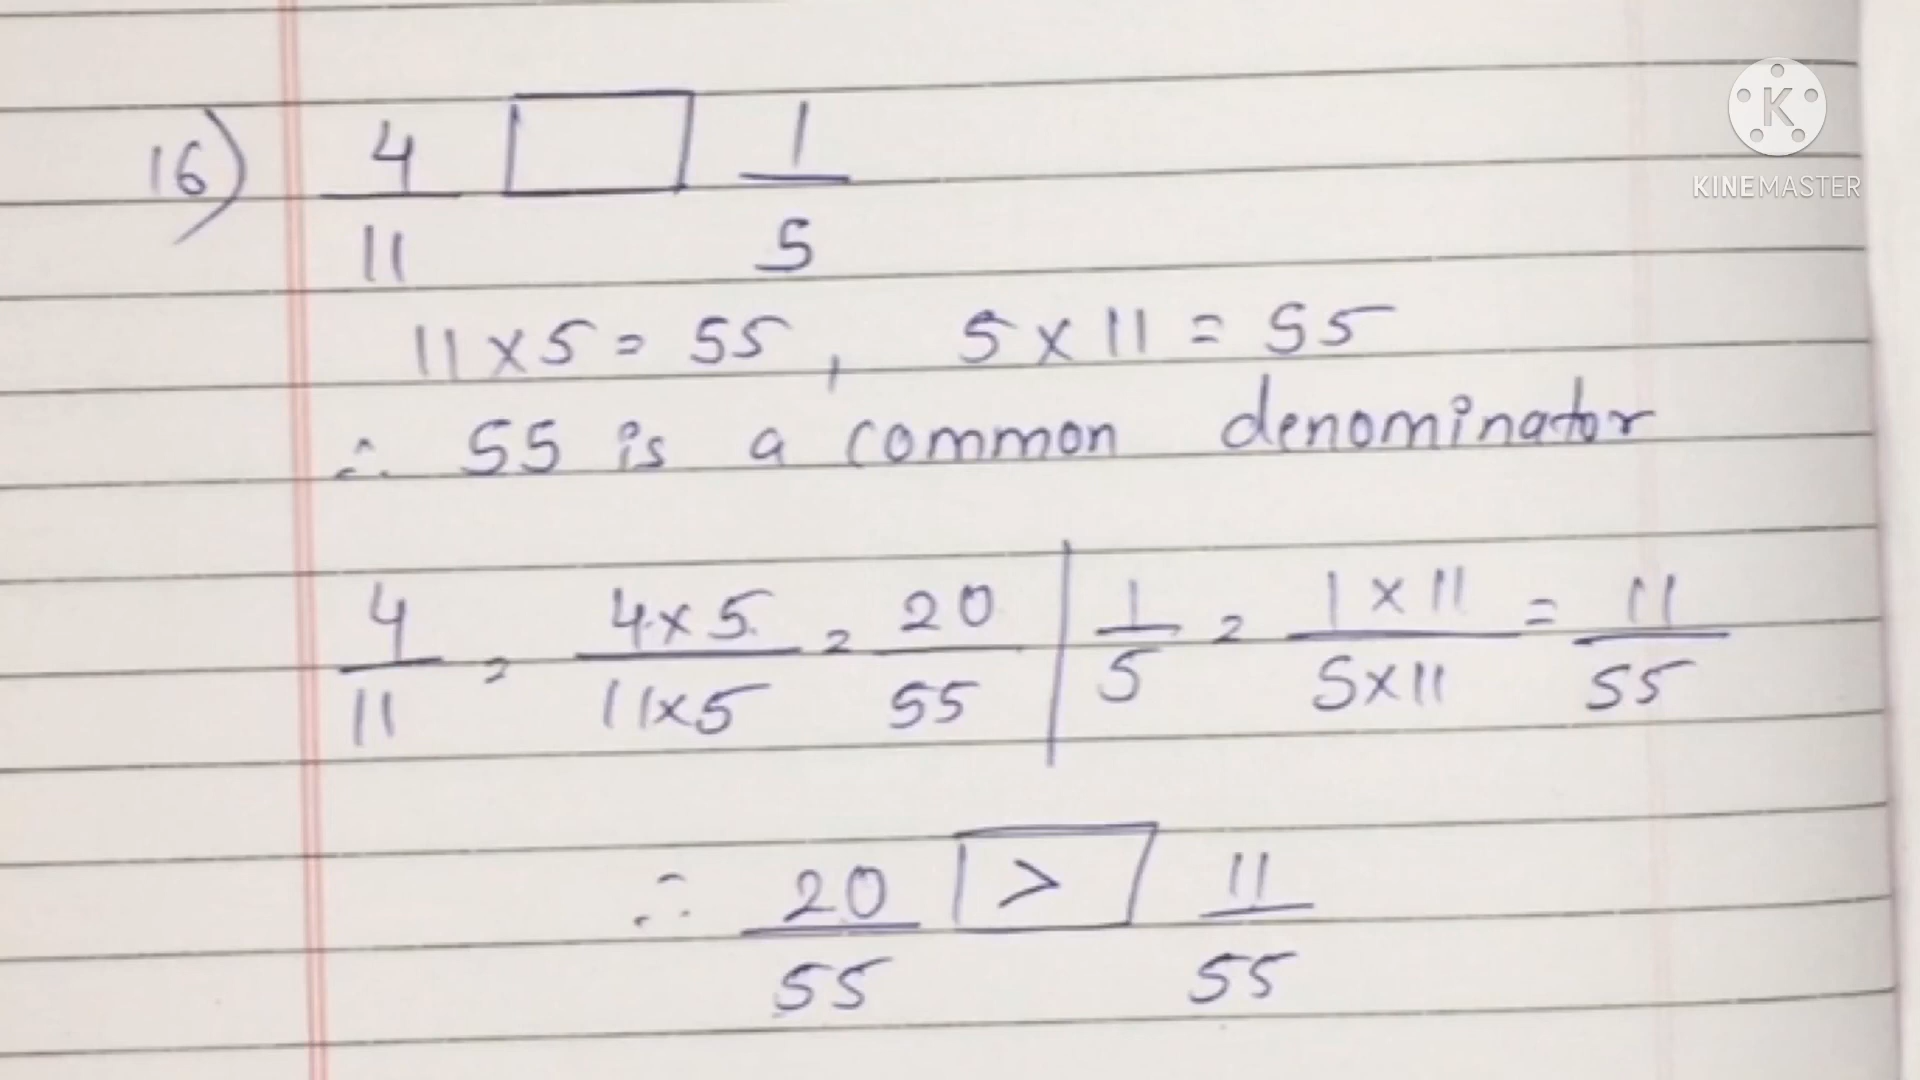 16) 4/11 □ 1/5
11 x 5 = 55 , 5 x 11 = 55
∴ 55 is a common denominator
4/11 = 4 x 5/11 x 5 = 20/55 | 1/5 = 1 x 11/5 x 11 = 11/55
∴ 20/55 > 11/55
K
KINEMASTER